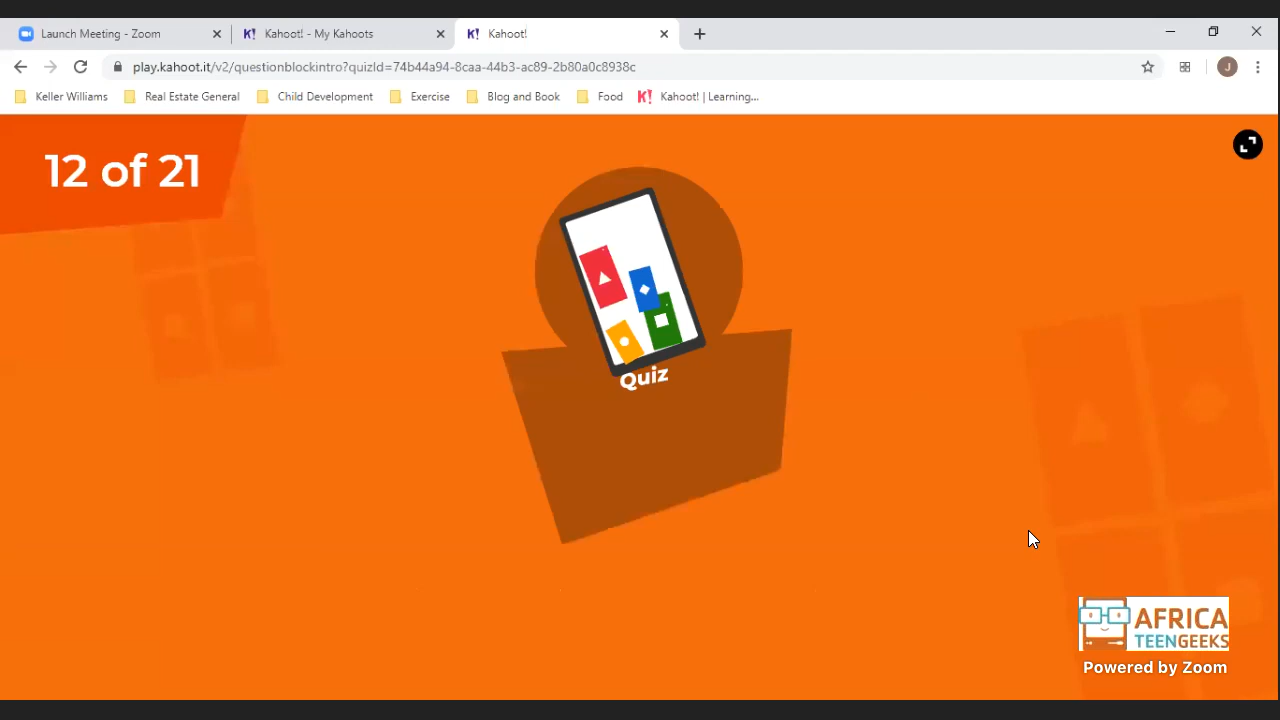 Launch Meeting - Zoom
Kahoot! - My Kahoots
Kahoot!
play.kahoot.it/v2/questionblockintro?quizId=74b44a94-8caa-44b3-ac89-2b80a0c8938c
J
Keller Williams
Real Estate General
Child Development
Exercise
Blog and Book
Food
Kahoot! | Learning...
12 of 21
Quiz
AFRICA
TEENGEEKS
Powered by Zoom